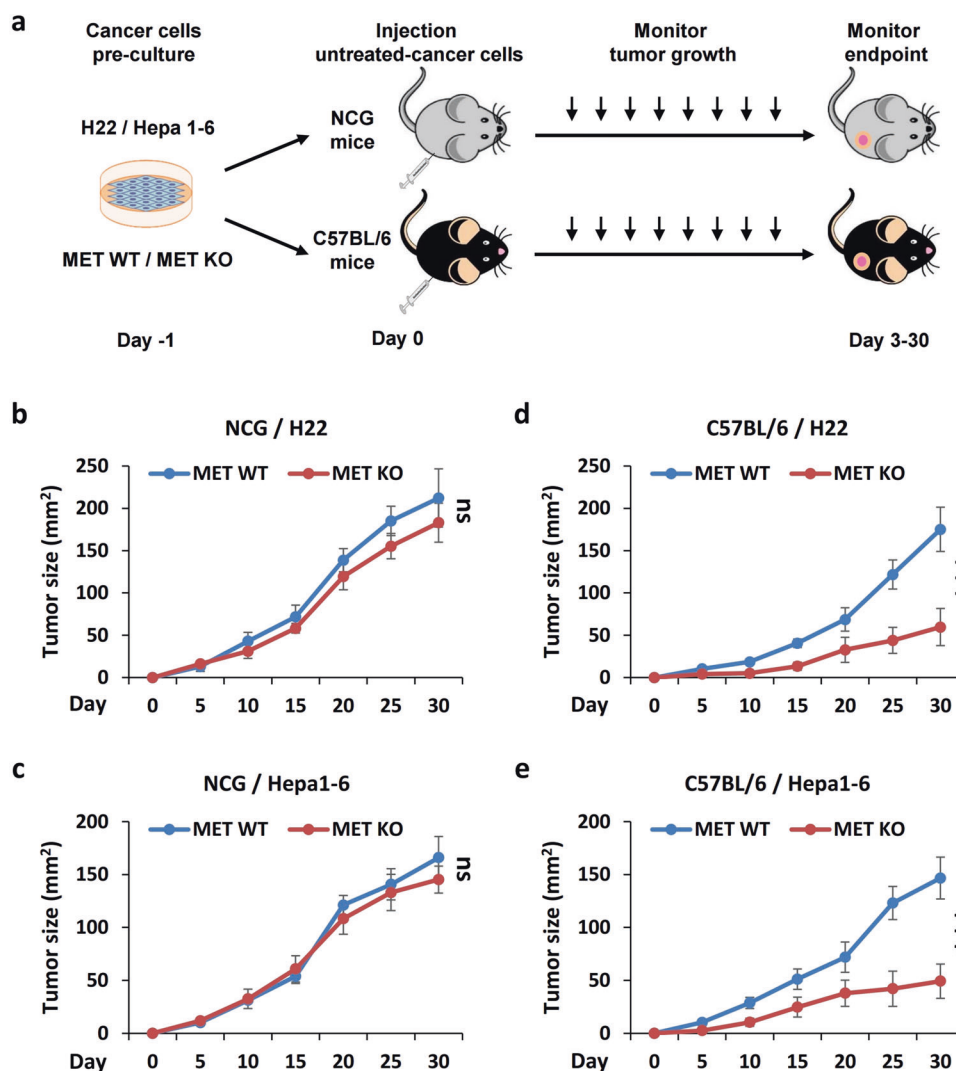 a
Cancer cells
pre-culture
Injection
untreated-cancer cells
Monitor
tumor growth
Monitor
endpoint
H22 / Hepa 1-6
NCG
mice
C57BL/6
mice
MET WT / MET KO
Day -1
Day 0
Day 3-30
b
NCG / H22
MET WT
MET KO
Tumor size (mm²)
250
200
150
100
50
0
ns
Day
0 5 10 15 20 25 30
d
C57BL/6 / H22
MET WT
MET KO
Tumor size (mm²)
250
200
150
100
50
0
Day
0 5 10 15 20 25 30
c
NCG / Hepa1-6
MET WT
MET KO
Tumor size (mm²)
200
150
100
50
0
ns
Day
0 5 10 15 20 25 30
e
C57BL/6 / Hepa1-6
MET WT
MET KO
Tumor size (mm²)
200
150
100
50
0
Day
0 5 10 15 20 25 30